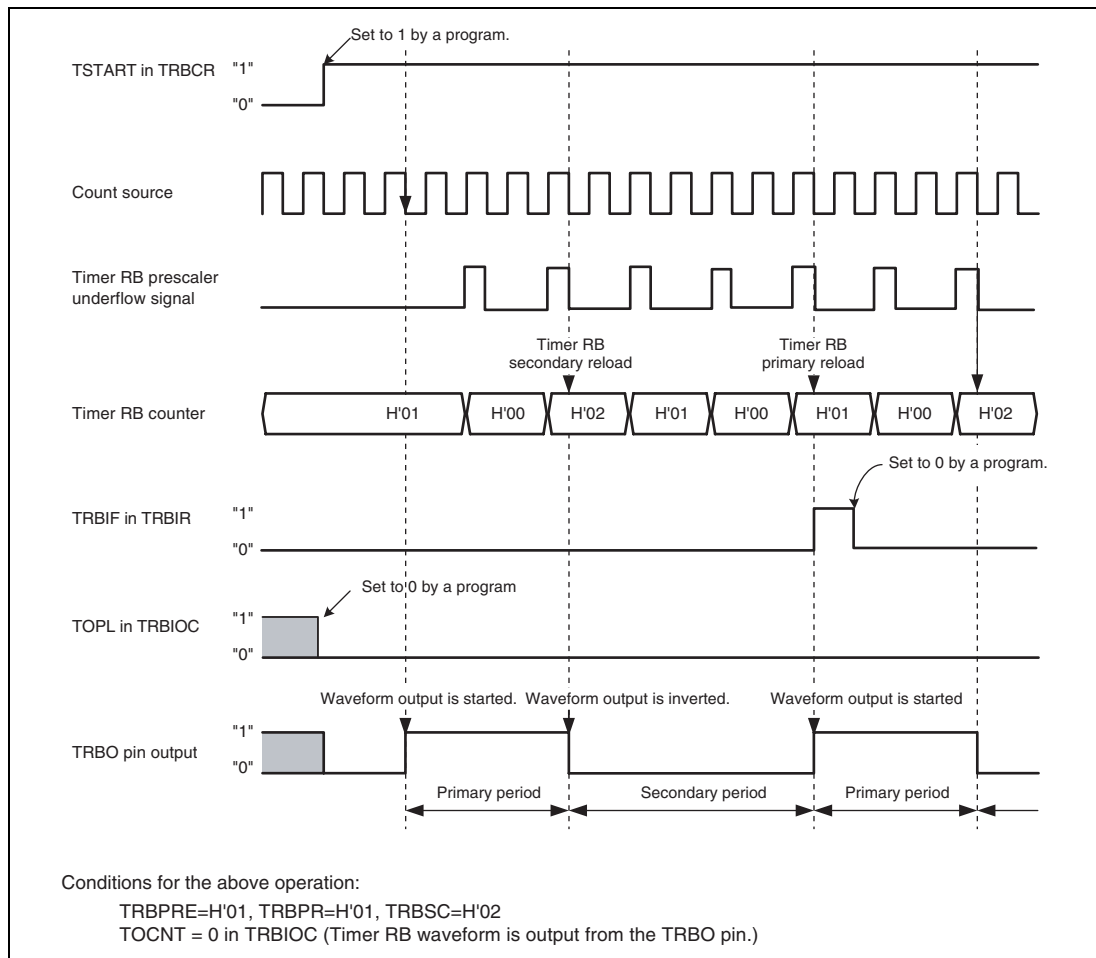 Set to 1 by a program.
TSTART in TRBCR
"1"
"0"
Count source
Timer RB prescaler
underflow signal
Timer RB
secondary reload
Timer RB
primary reload
Timer RB counter
H'01
H'00
H'02
H'01
H'00
H'01
H'00
H'02
Set to 0 by a program.
TRBIF in TRBIR
"1"
"0"
Set to 0 by a program
TOPL in TRBIOC
"1"
"0"
Waveform output is started.
Waveform output is inverted.
Waveform output is started
TRBO pin output
"1"
"0"
Primary period
Secondary period
Primary period
Conditions for the above operation:
TRBPRE=H'01, TRBPR=H'01, TRBSC=H'02
TOCNT = 0 in TRBIOC (Timer RB waveform is output from the TRBO pin.)